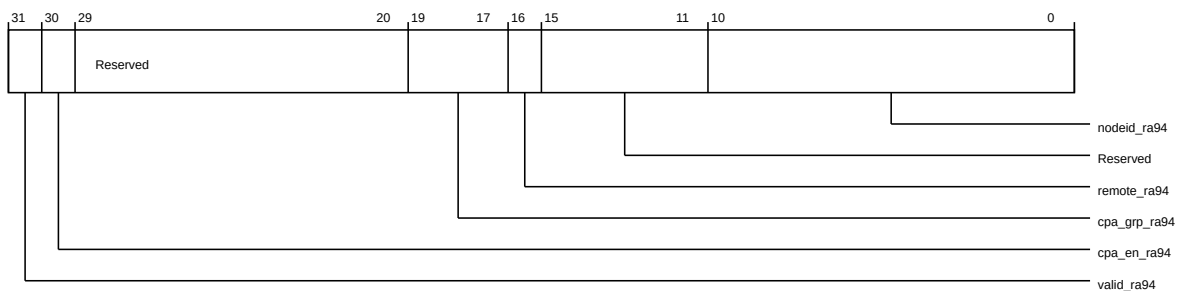 31 30 29 20 19 17 16 15 11 10 0
Reserved
nodeid_ra94
Reserved
remote_ra94
cpa_grp_ra94
cpa_en_ra94
valid_ra94